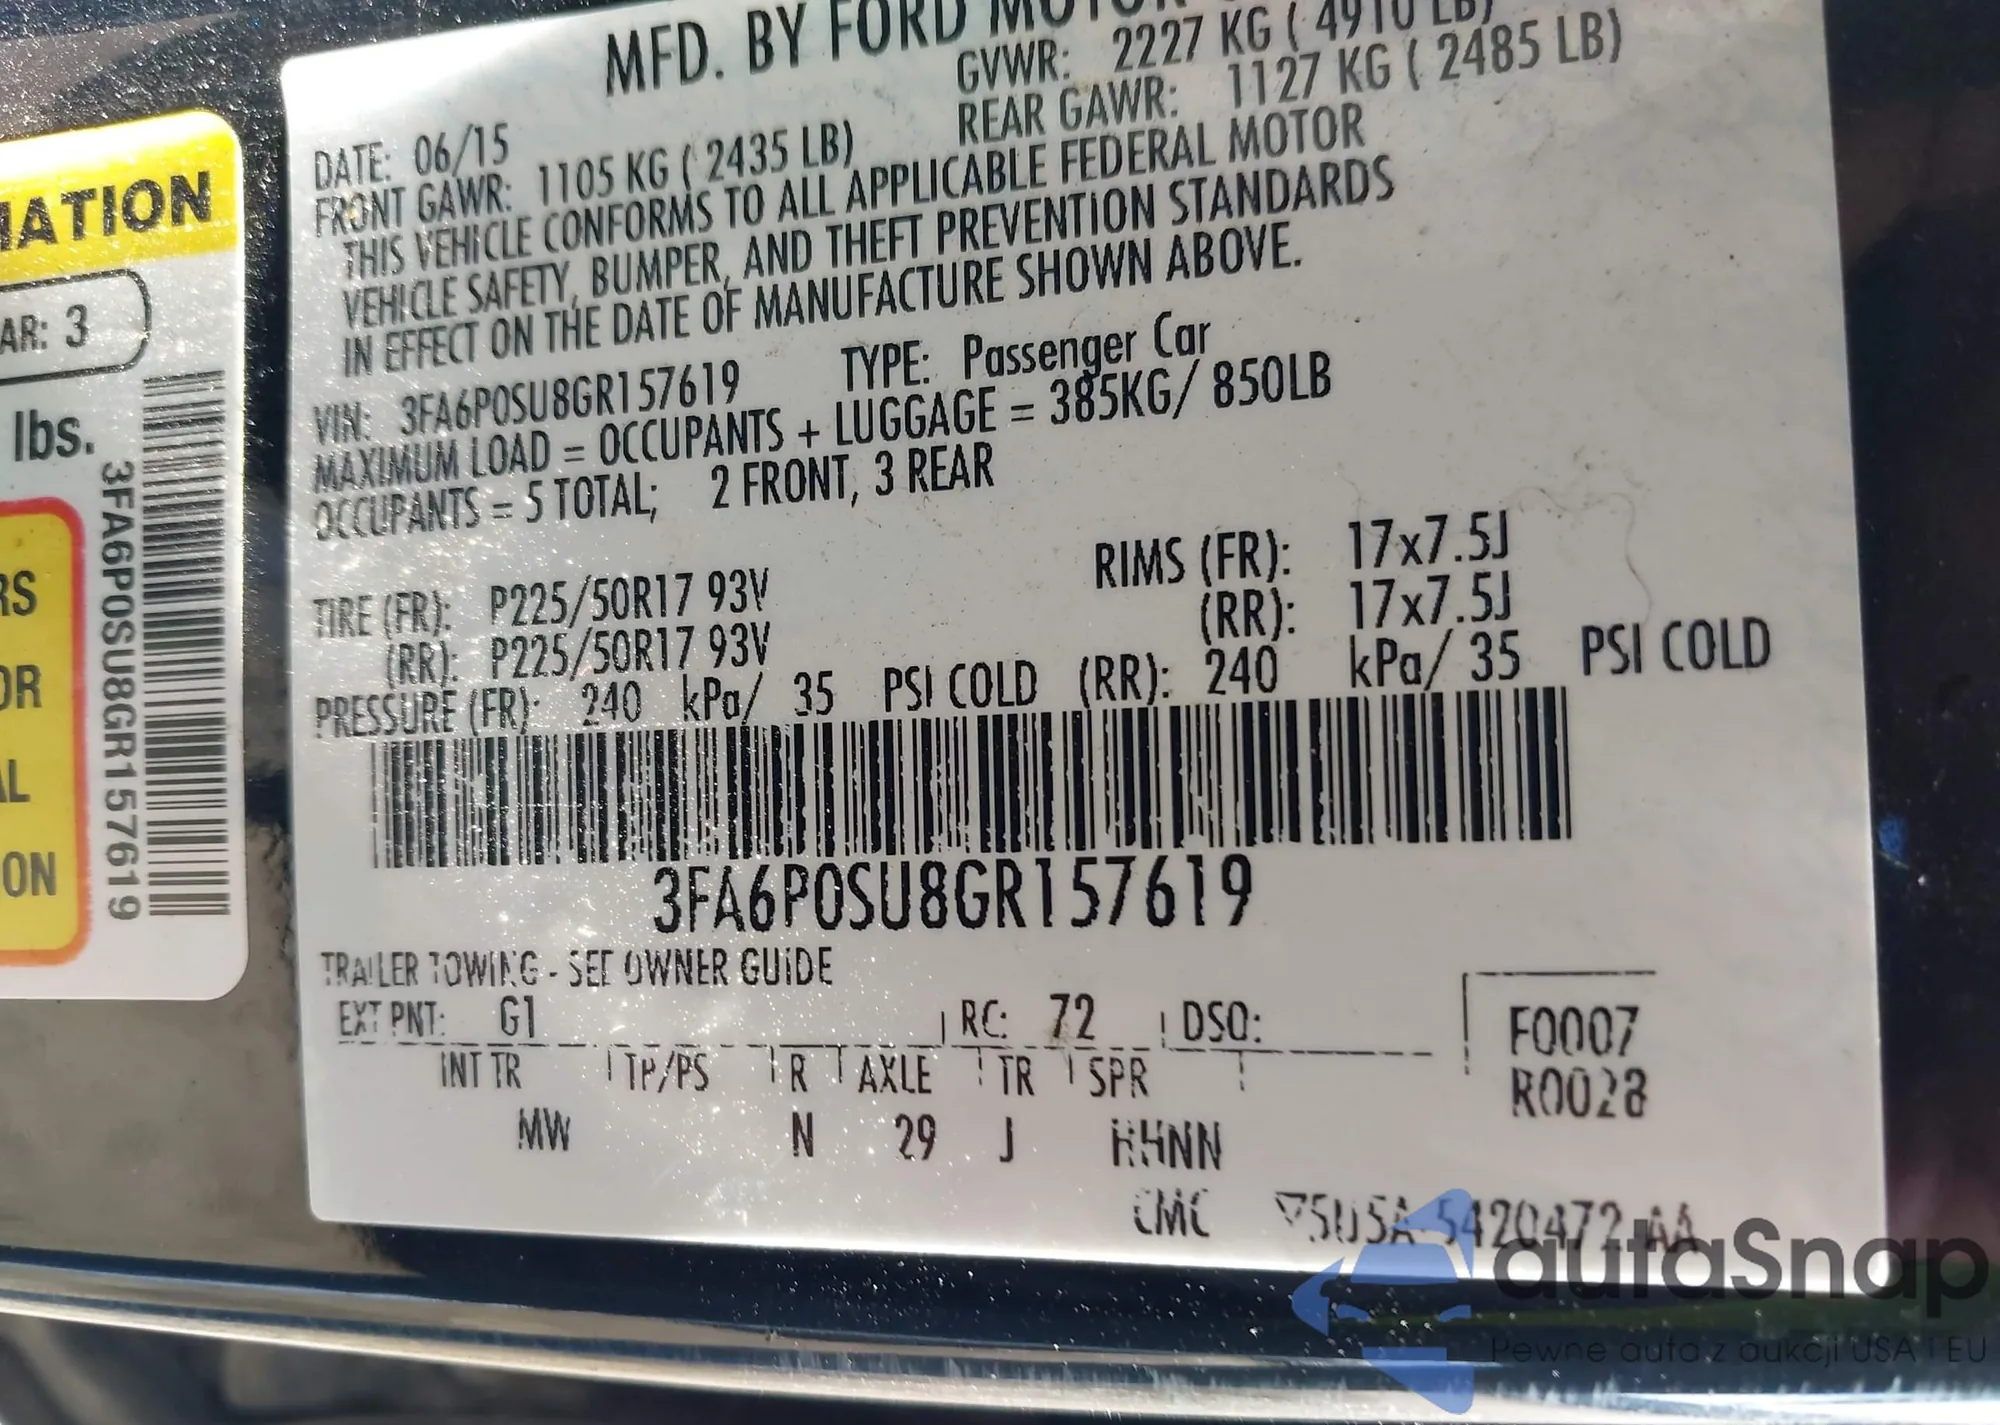 MFD. BY FORD MOTOR
DATE: 06/15 GVWR: 2227 KG ( 4910 LB)
FRONT GAWR: 1105 KG ( 2435 LB) REAR GAWR: 1127 KG ( 2485 LB)
THIS VEHICLE CONFORMS TO ALL APPLICABLE FEDERAL MOTOR
VEHICLE SAFETY, BUMPER, AND THEFT PREVENTION STANDARDS
IN EFFECT ON THE DATE OF MANUFACTURE SHOWN ABOVE.
VIN: 3FA6P0SU8GR157619 TYPE: Passenger Car
MAXIMUM LOAD = OCCUPANTS + LUGGAGE = 385KG/ 850LB
OCCUPANTS = 5 TOTAL; 2 FRONT, 3 REAR
TIRE (FR): P225/50R17 93V RIMS (FR): 17x7.5J
(RR): P225/50R17 93V (RR): 17x7.5J
PRESSURE (FR): 240 kPa/ 35 PSI COLD (RR): 240 kPa/ 35 PSI COLD
3FA6P0SU8GR157619
TRAILER TOWING - SEE OWNER GUIDE
EXT PNT: G1 RC: 72 DSO:
INT TR TP/PS R AXLE TR SPR
MW N 29 J HHNN
F0007
R0028
CMC 5U5A-5420472-AA
MATION
AR: 3
lbs.
3FA6P0SU8GR157619
RS
OR
AL
ON
autaSnap
Pewne auta z aukcji USA i EU